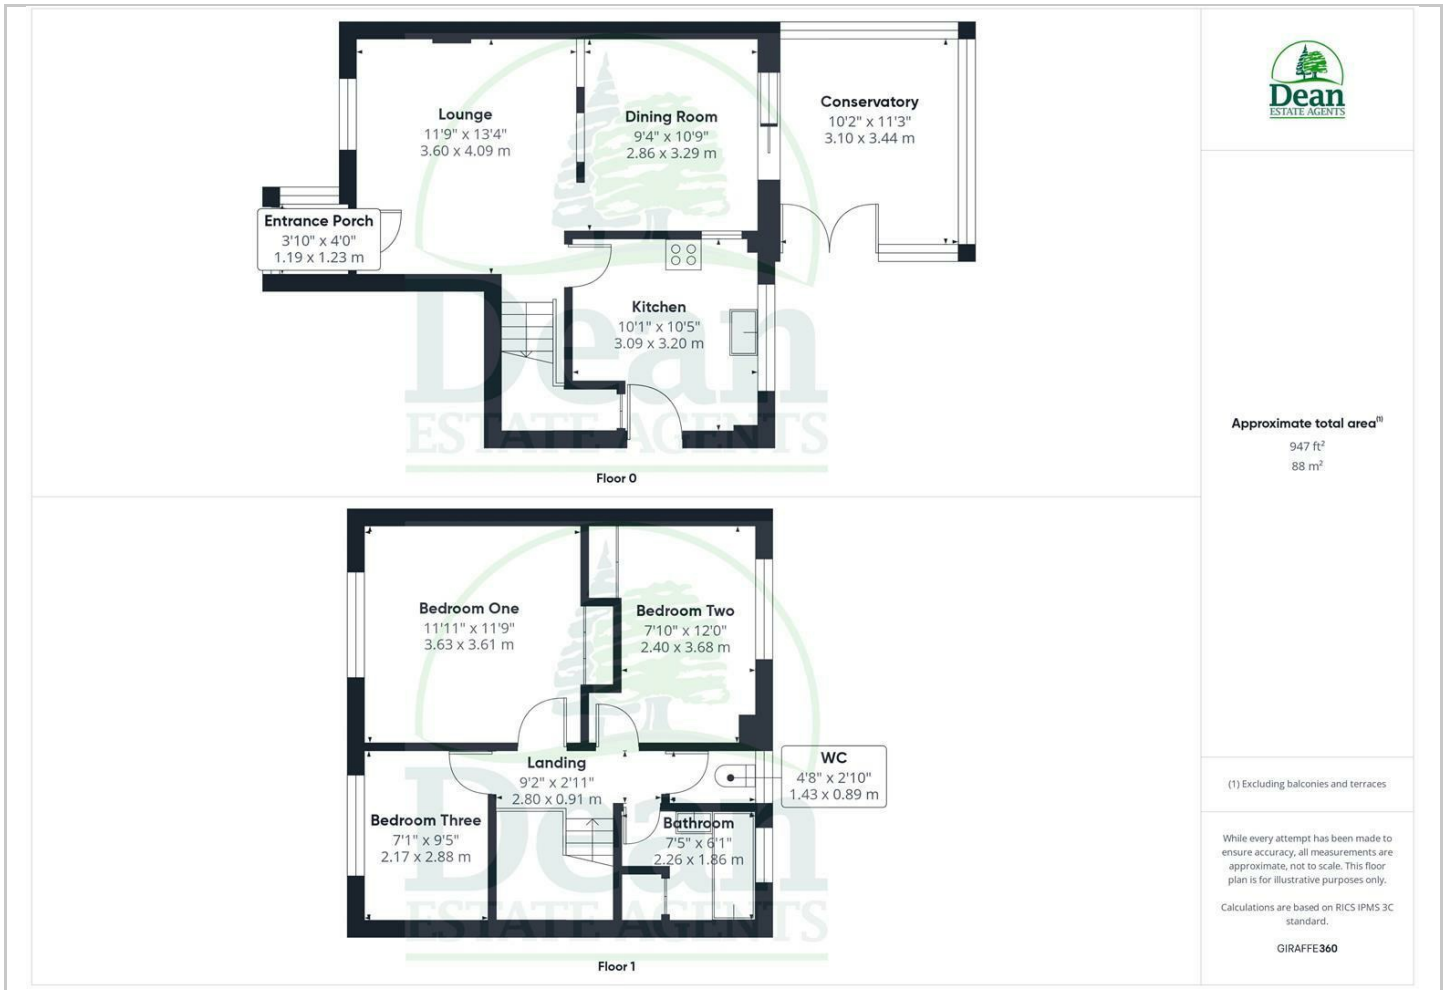 Lounge
11'9" x 13'4"
3.60 x 4.09 m
Dining Room
9'4" x 10'9"
2.86 x 3.29 m
Conservatory
10'2" x 11'3"
3.10 x 3.44 m
Entrance Porch
3'10" x 4'0"
1.19 x 1.23 m
Kitchen
10'1" x 10'5"
3.09 x 3.20 m
Dean
ESTATE AGENTS
Floor 0
Bedroom One
11'11" x 11'9"
3.63 x 3.61 m
Bedroom Two
7'10" x 12'0"
2.40 x 3.68 m
Landing
9'2" x 2'11"
2.80 x 0.91 m
WC
4'8" x 2'10"
1.43 x 0.89 m
Bedroom Three
7'1" x 9'5"
2.17 x 2.88 m
Bathroom
7'5" x 6'1"
2.26 x 1.86 m
Dean
ESTATE AGENTS
Floor 1
Dean
ESTATE AGENTS
Approximate total area(1)
947 ft²
88 m²
(1) Excluding balconies and terraces
While every attempt has been made to
ensure accuracy, all measurements are
approximate, not to scale. This floor
plan is for illustrative purposes only.
Calculations are based on RICS IPMS 3C
standard.
GIRAFFE360